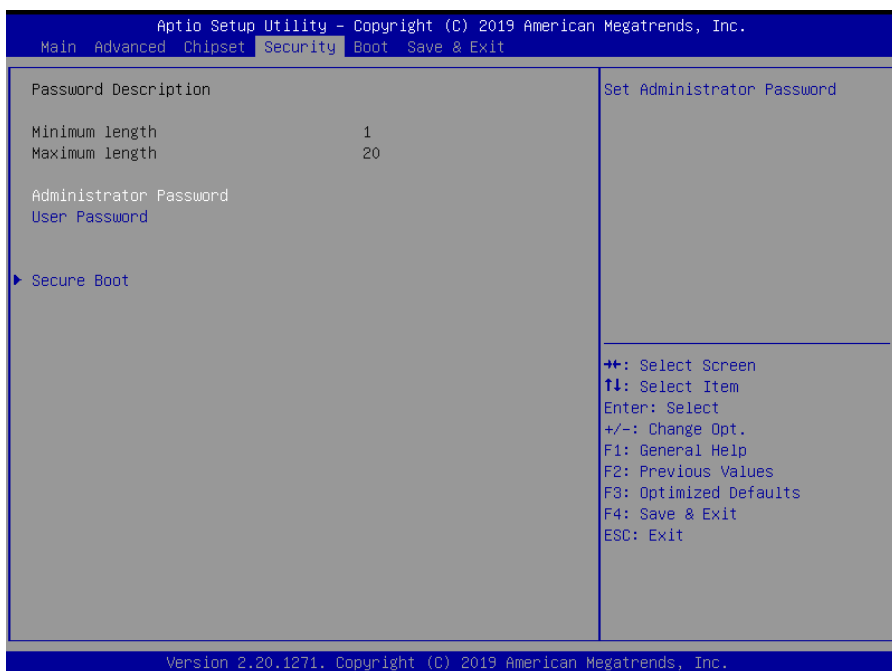 Aptio Setup Utility – Copyright (C) 2019 American Megatrends, Inc.
Main Advanced Chipset Security Boot Save & Exit
Password Description
Minimum length 1
Maximum length 20
Administrator Password
User Password
Secure Boot
Set Administrator Password
→←: Select Screen
↑↓: Select Item
Enter: Select
+/-: Change Opt.
F1: General Help
F2: Previous Values
F3: Optimized Defaults
F4: Save & Exit
ESC: Exit
Version 2.20.1271. Copyright (C) 2019 American Megatrends, Inc.